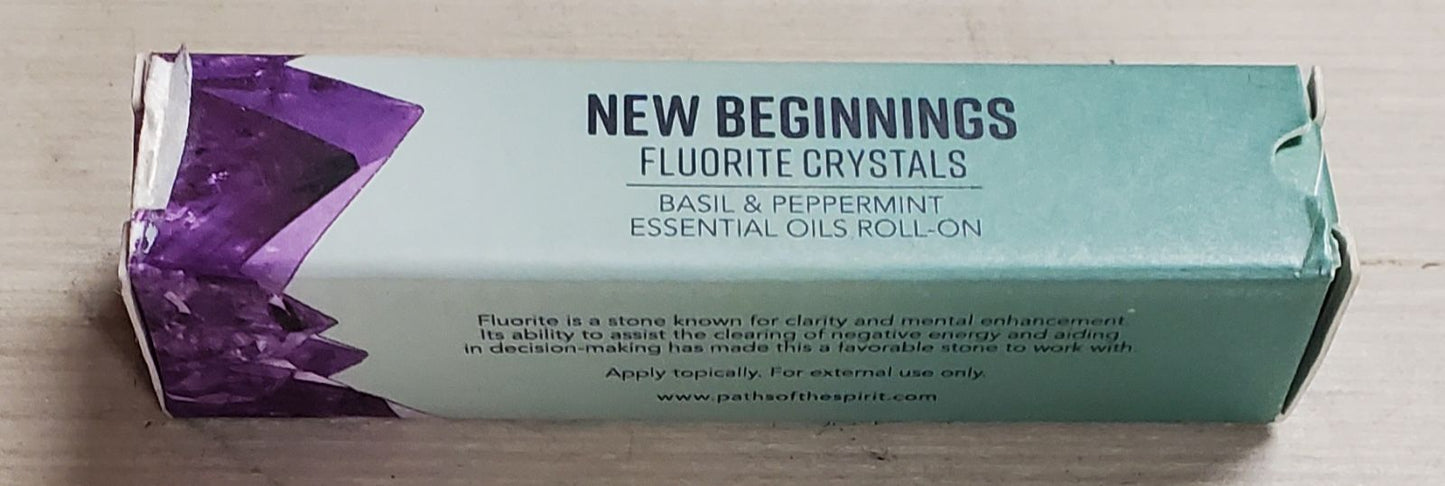 NEW BEGINNINGS
FLUORITE CRYSTALS
BASIL & PEPPERMINT
ESSENTIAL OILS ROLL-ON
Fluorite is a stone known for clarity and mental enhancement.
Its ability to assist the clearing of negative energy and aiding
in decision-making has made this a favorable stone to work with.
Apply topically. For external use only.
www.pathsofthespirit.com